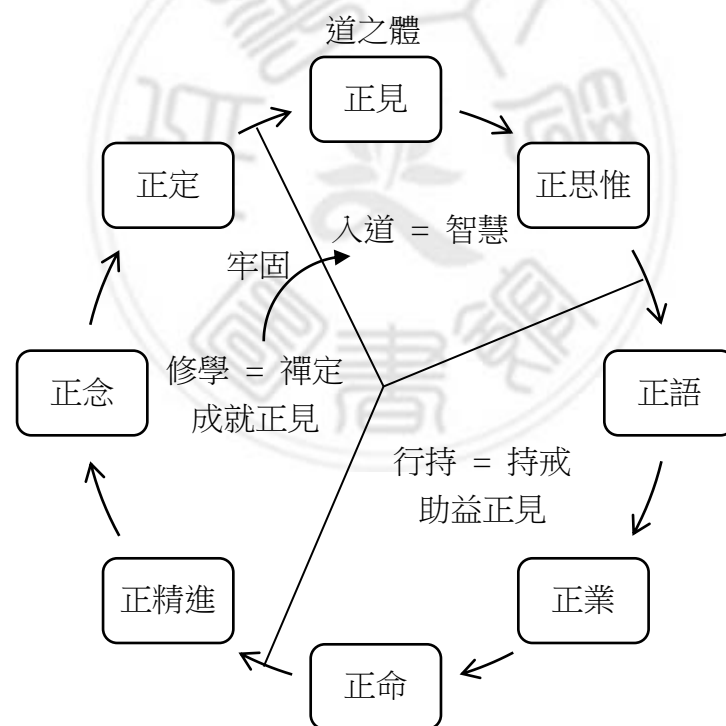 道之體
正見
正定
正思惟
入道 = 智慧
牢固
修學 = 禪定
成就正見
正念
正語
行持 = 持戒
助益正見
正精進
正業
正命